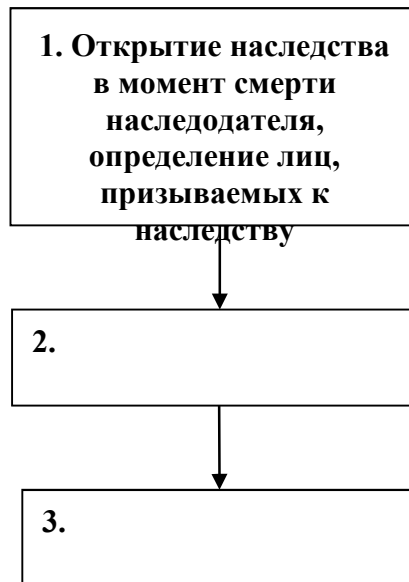 1. Открытие наследства
в момент смерти
наследодателя,
определение лиц,
призываемых к
наследству
2.
3.